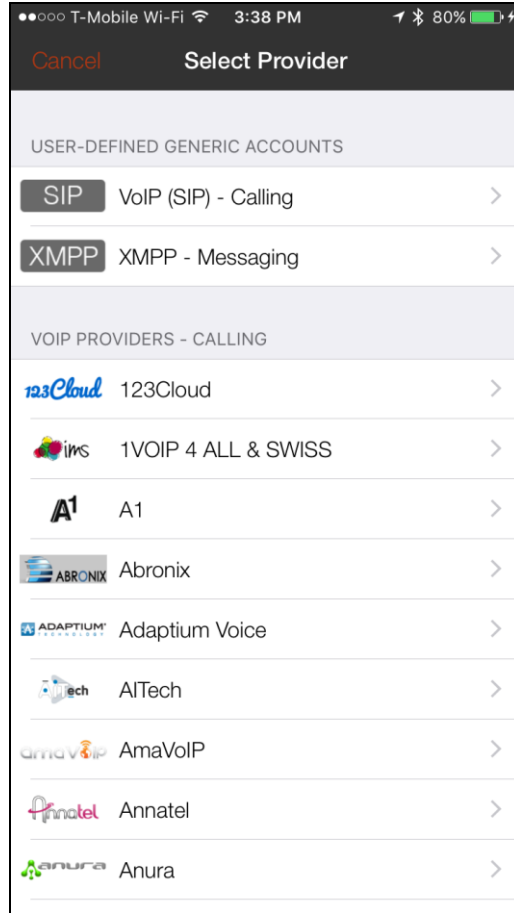 T-Mobile Wi-Fi 3:38 PM 80%
Cancel Select Provider
USER-DEFINED GENERIC ACCOUNTS
SIP VoIP (SIP) - Calling
XMPP XMPP - Messaging
VOIP PROVIDERS - CALLING
123Cloud 123Cloud
ims 1VOIP 4 ALL & SWISS
A1 A1
ABRONIX Abronix
ADAPTIUM TECHNOLOGY Adaptium Voice
AITech AITech
amavoip AmaVoIP
Annatel Annatel
anura Anura